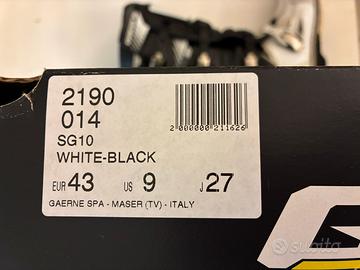 2190
014
SG10
WHITE-BLACK
EUR 43 US 9 J 27
GAERNE SPA - MASER (TV) - ITALY
2 000000 211626
subito